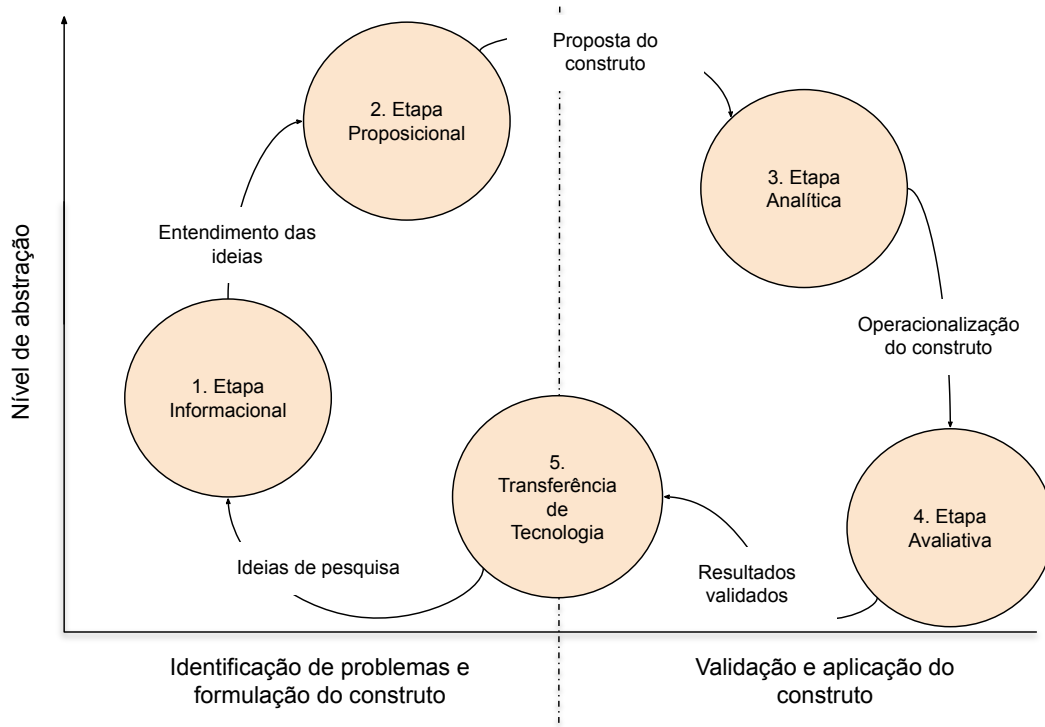 Nível de abstração
2. Etapa
Proposicional
Proposta do
construto
3. Etapa
Analítica
Entendimento das
ideias
Operacionalização
do construto
1. Etapa
Informacional
5.
Transferência
de
Tecnologia
4. Etapa
Avaliativa
Ideias de pesquisa
Resultados
validados
Identificação de problemas e
formulação do construto
Validação e aplicação do
construto